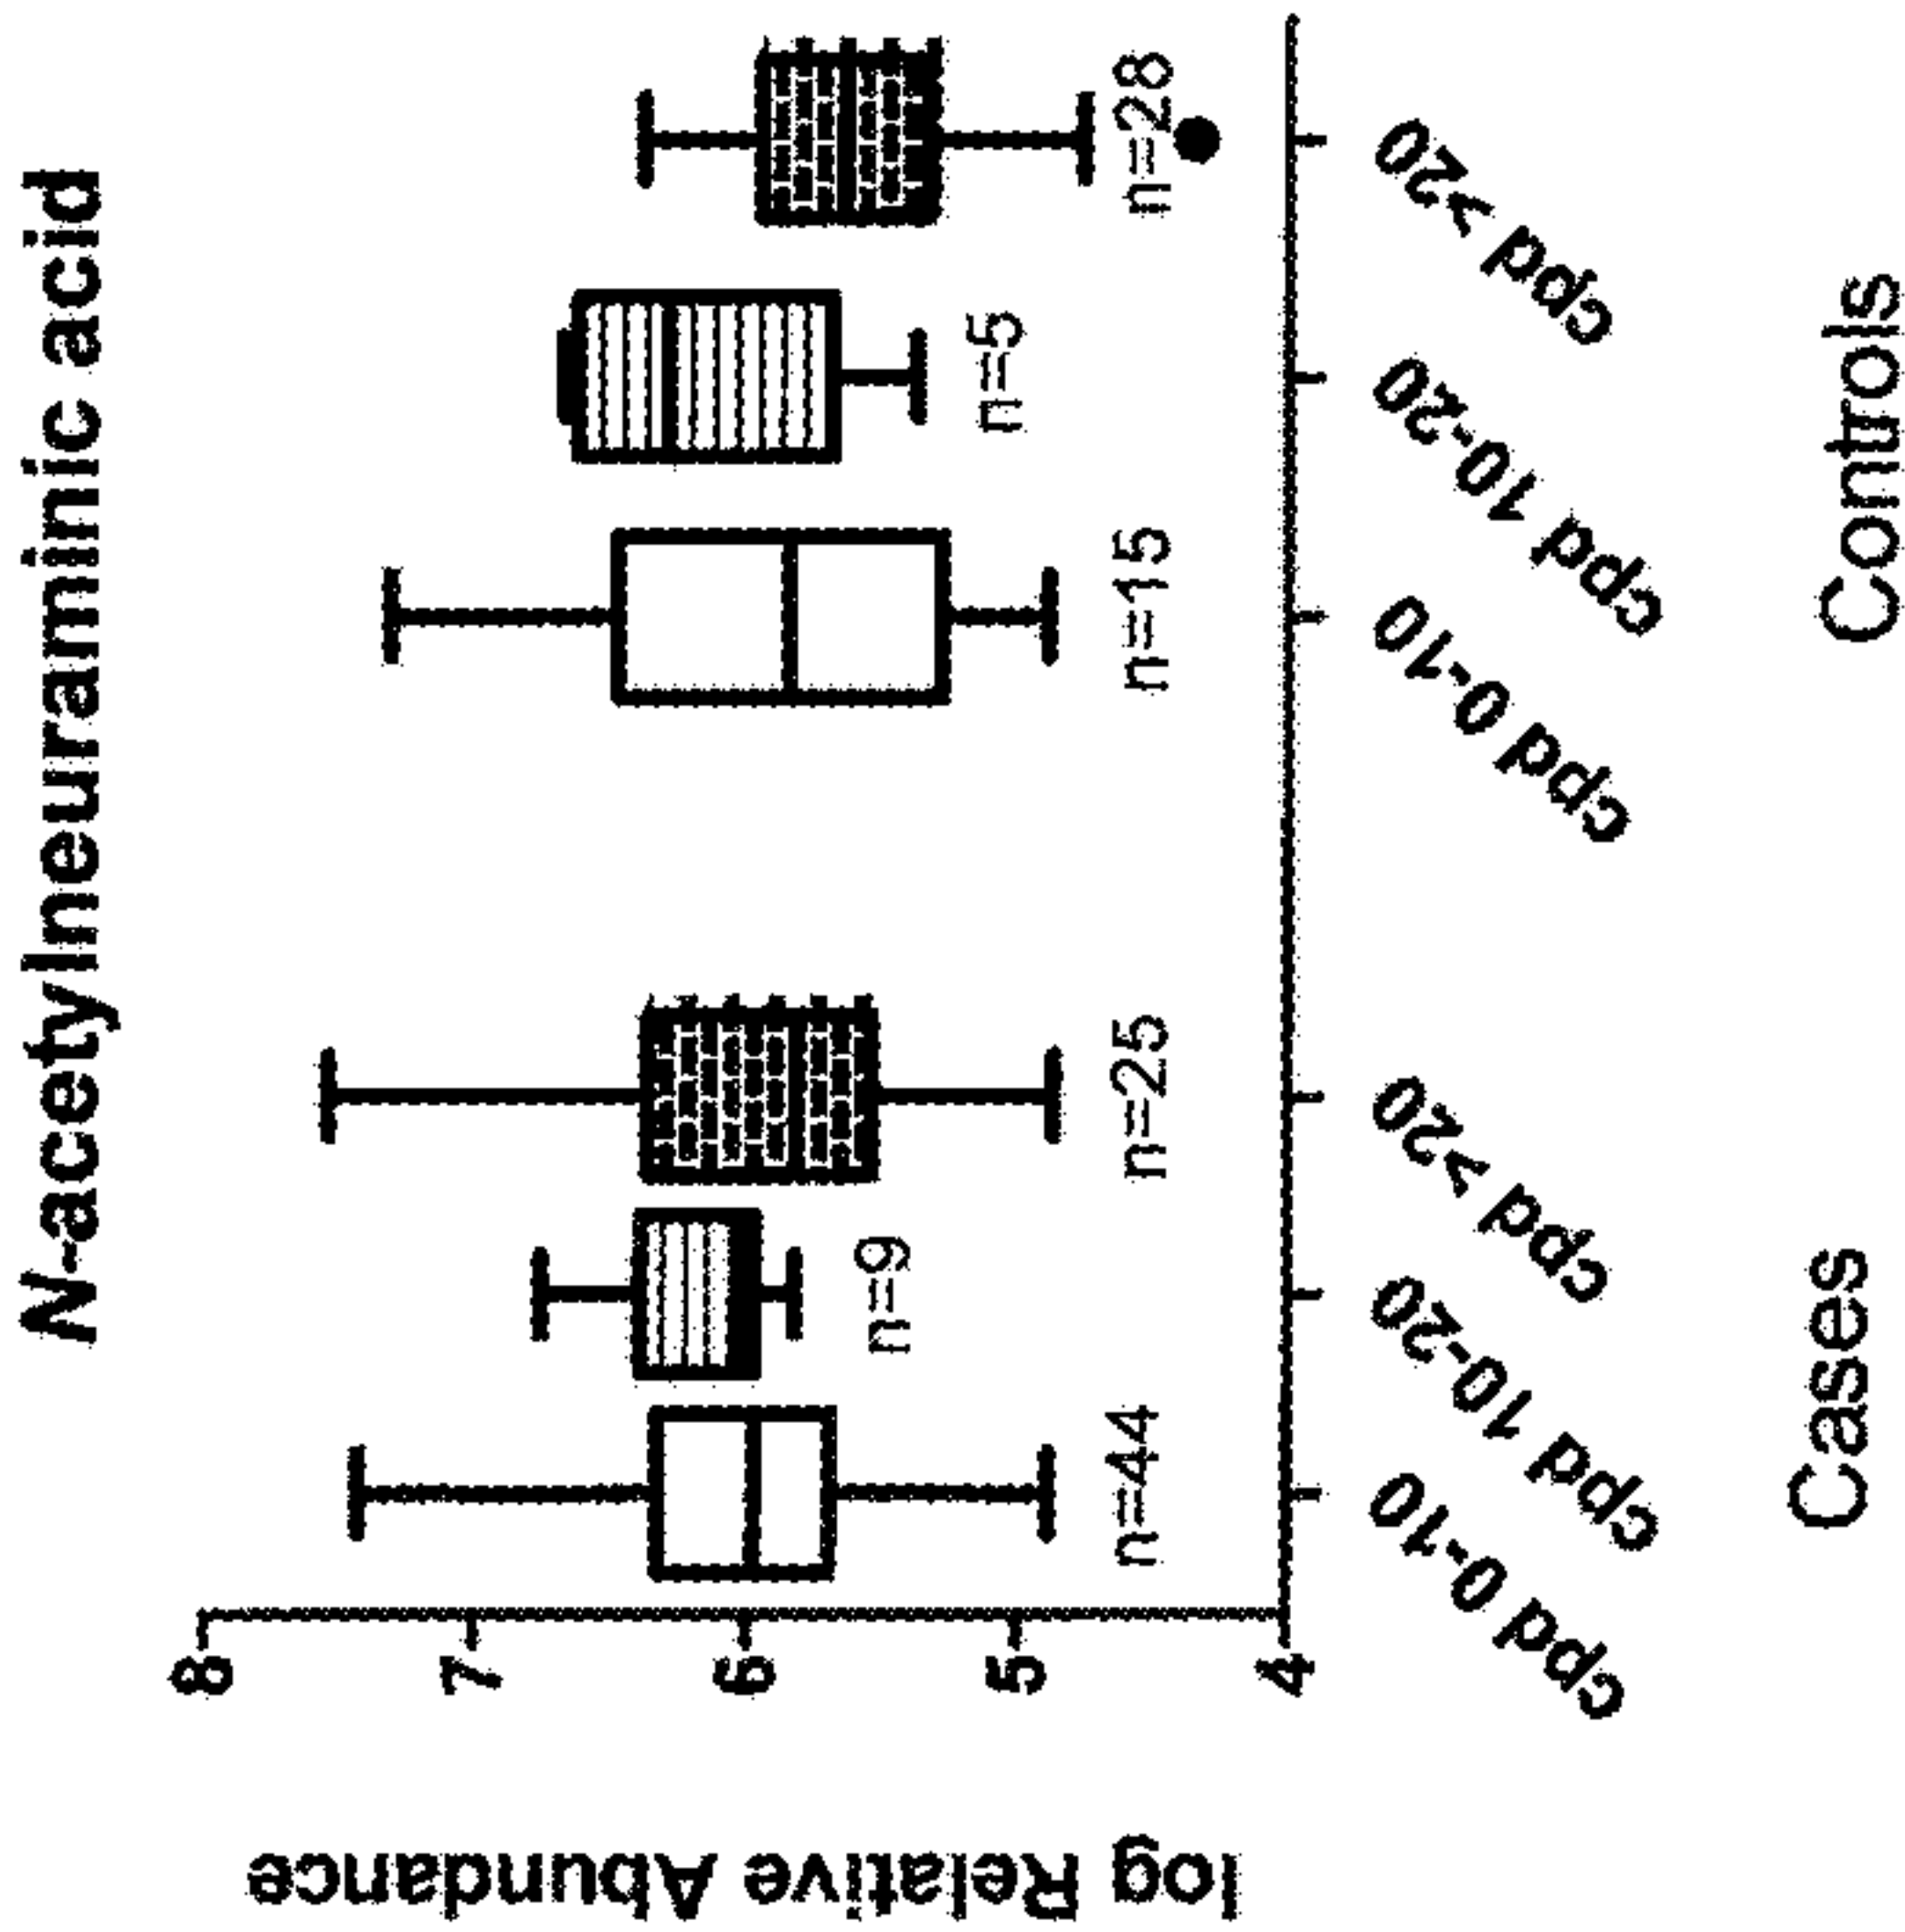 N-acetylneuraminic acid
log Relative Abundance
8
7
6
5
4
n=44
n=9
n=25
n=15
n=5
n=28
cpd 0-10
cpd 10-20
cpd >20
cpd 0-10
cpd 10-20
cpd >20
Cases
Controls